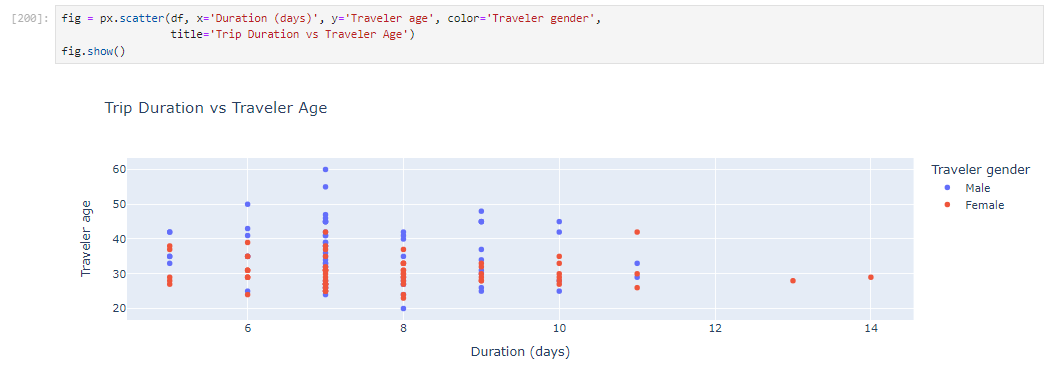 [200]: fig = px.scatter(df, x='Duration (days)', y='Traveler age', color='Traveler gender',
title='Trip Duration vs Traveler Age')
fig.show()
Trip Duration vs Traveler Age
Traveler gender
Male
Female
Traveler age
60
50
40
30
20
6 8 10 12 14
Duration (days)